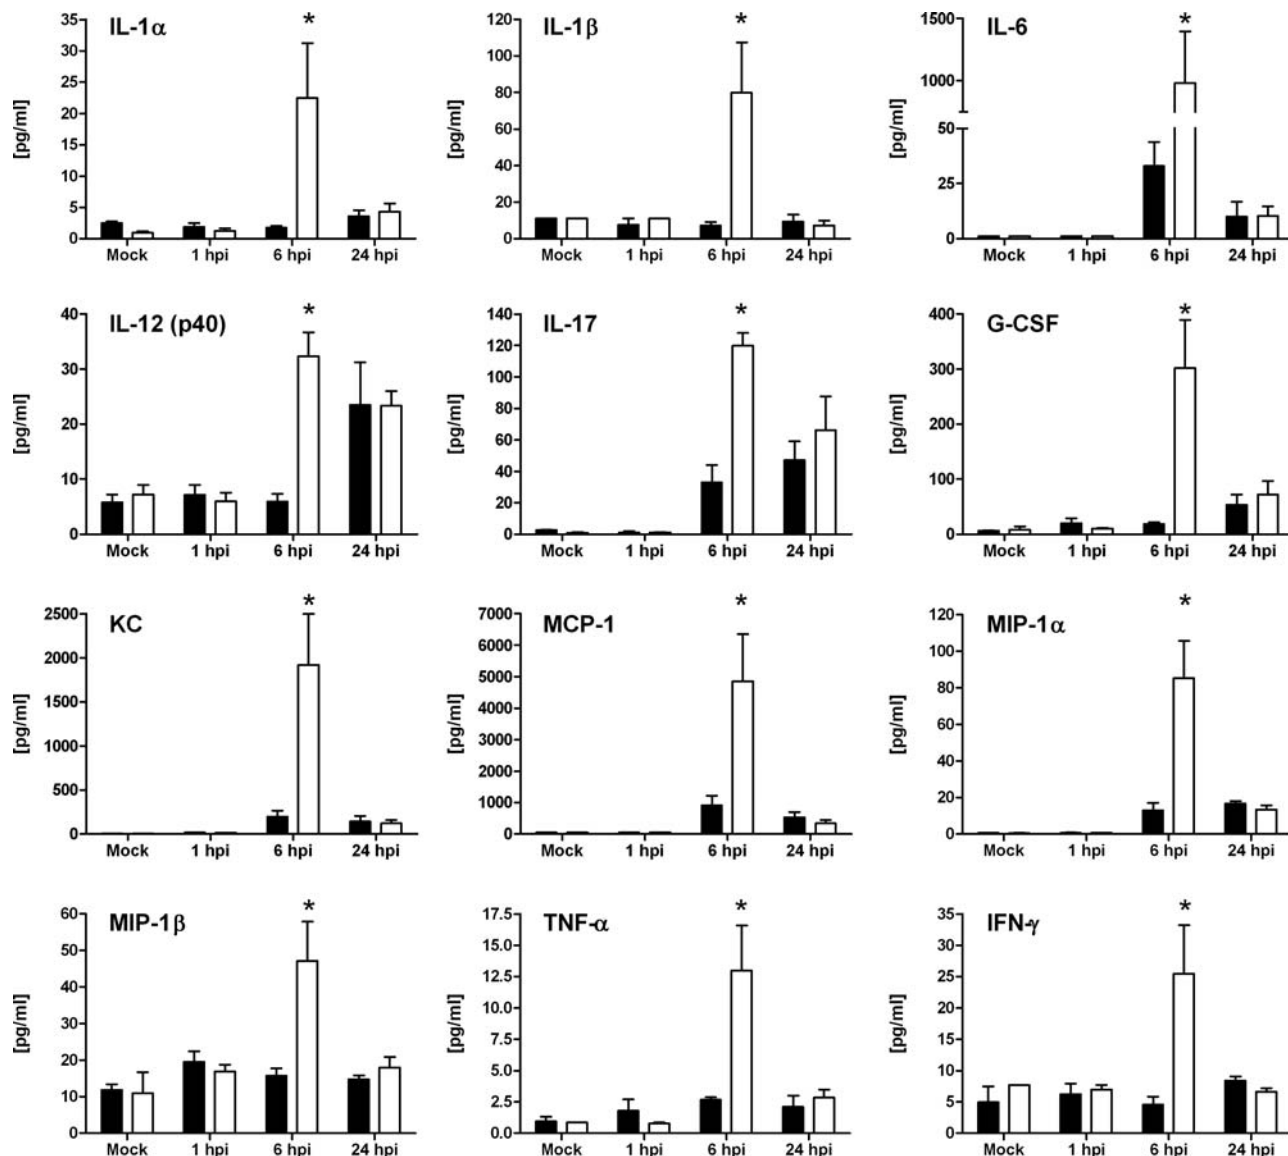 IL-1α
*
[pg/ml]
35
30
25
20
15
10
5
0
Mock 1 hpi 6 hpi 24 hpi
IL-1β
*
[pg/ml]
120
100
80
60
40
20
0
Mock 1 hpi 6 hpi 24 hpi
IL-6
*
[pg/ml]
1500
1000
50
25
0
Mock 1 hpi 6 hpi 24 hpi
IL-12 (p40)
*
[pg/ml]
40
30
20
10
0
Mock 1 hpi 6 hpi 24 hpi
IL-17
*
[pg/ml]
140
120
100
80
60
40
20
0
Mock 1 hpi 6 hpi 24 hpi
G-CSF
*
[pg/ml]
400
300
200
100
0
Mock 1 hpi 6 hpi 24 hpi
KC
*
[pg/ml]
2500
2000
1500
1000
500
0
Mock 1 hpi 6 hpi 24 hpi
MCP-1
*
[pg/ml]
7000
6000
5000
4000
3000
2000
1000
0
Mock 1 hpi 6 hpi 24 hpi
MIP-1α
*
[pg/ml]
120
100
80
60
40
20
0
Mock 1 hpi 6 hpi 24 hpi
MIP-1β
*
[pg/ml]
60
50
40
30
20
10
0
Mock 1 hpi 6 hpi 24 hpi
TNF-α
*
[pg/ml]
17.5
15.0
12.5
10.0
7.5
5.0
2.5
0.0
Mock 1 hpi 6 hpi 24 hpi
IFN-γ
*
[pg/ml]
35
30
25
20
15
10
5
0
Mock 1 hpi 6 hpi 24 hpi